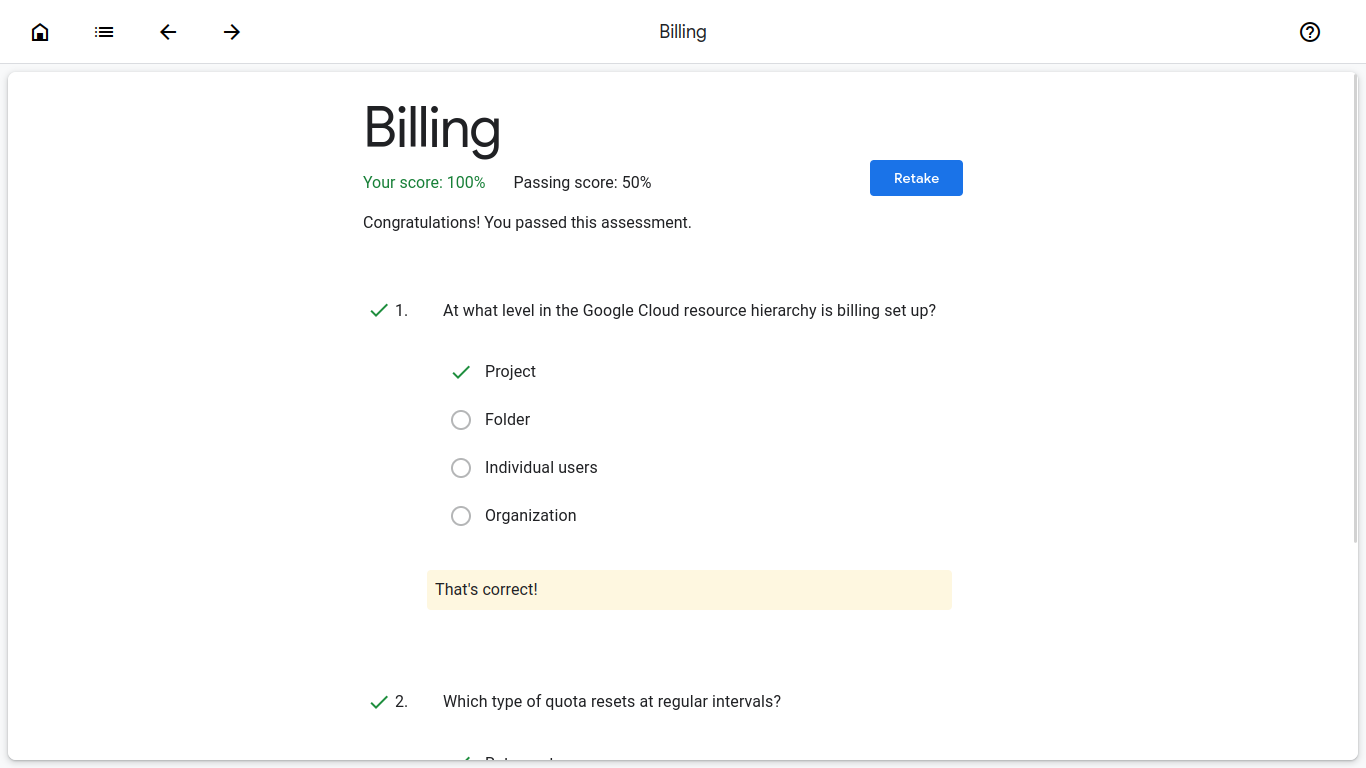 Billing
Billing
Your score: 100% Passing score: 50%
Retake
Congratulations! You passed this assessment.
1. At what level in the Google Cloud resource hierarchy is billing set up?
Project
Folder
Individual users
Organization
That's correct!
2. Which type of quota resets at regular intervals?